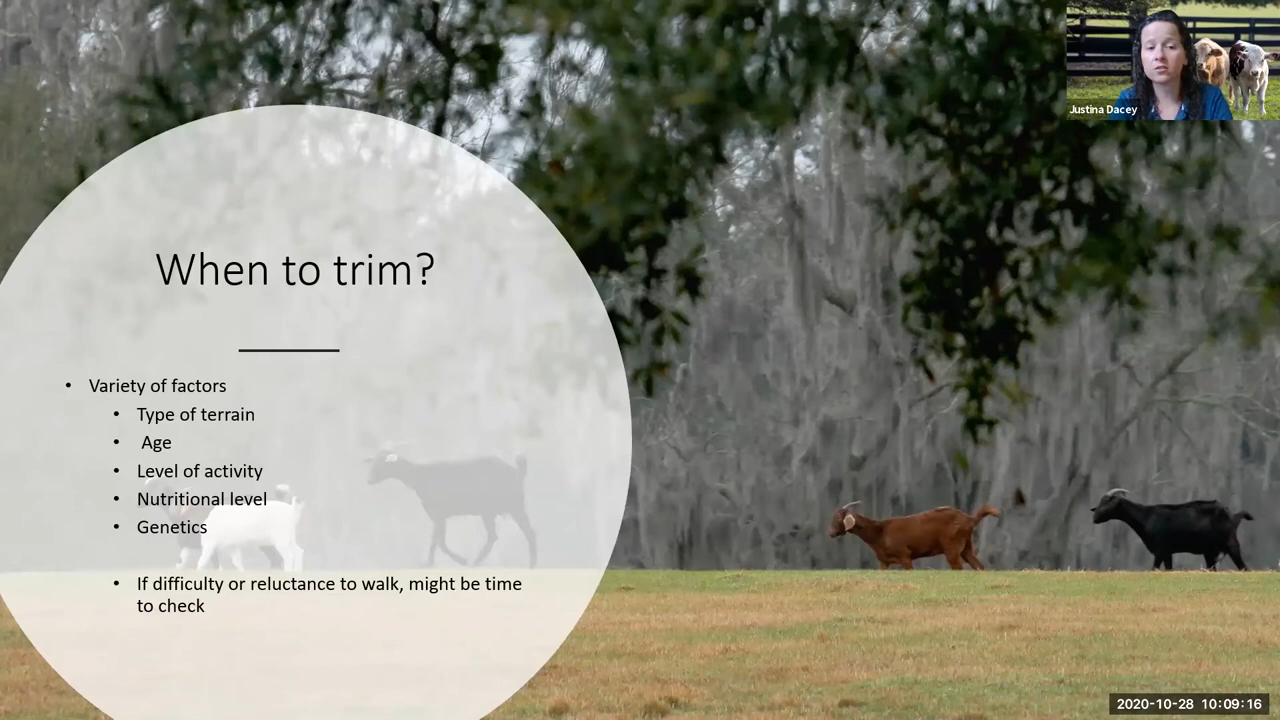 Justina Dacey
When to trim?
• Variety of factors
• Type of terrain
• Age
• Level of activity
• Nutritional level
• Genetics
• If difficulty or reluctance to walk, might be time
to check
2020-10-28 10:09:16